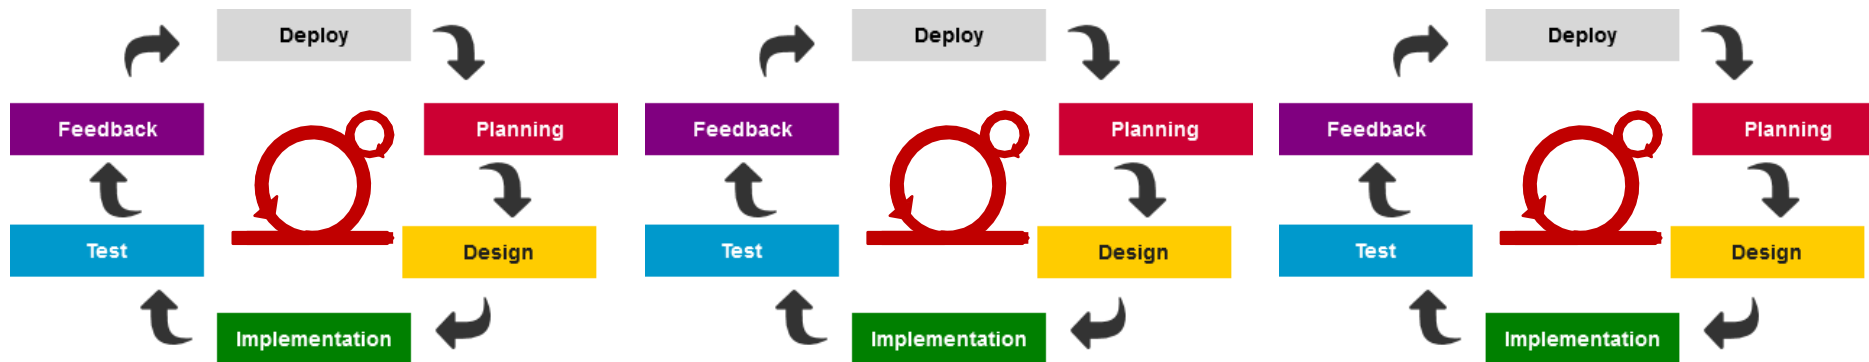 Deploy
Feedback
Planning
Test
Design
Implementation
Deploy
Feedback
Planning
Test
Design
Implementation
Deploy
Feedback
Planning
Test
Design
Implementation